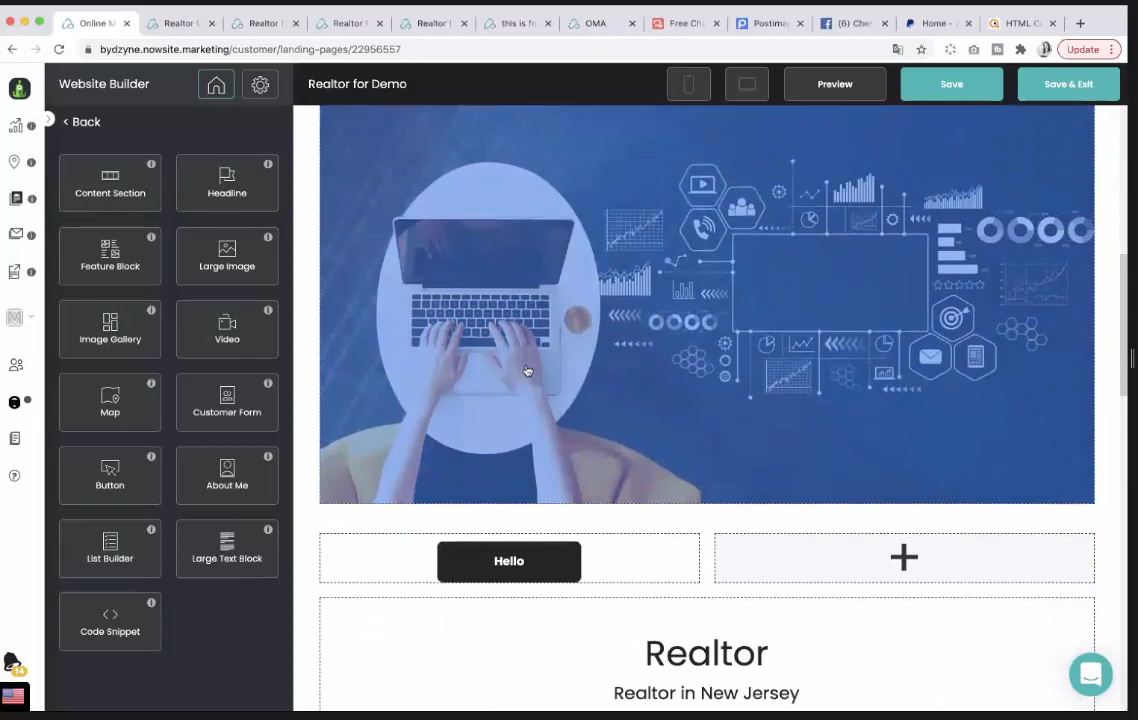 Online M
Realtor
Realtor
Realtor
Realtor
this is fo
OMA
Free Ch
Postima
(6) Cher
Home -
HTML C
bydzyne.nowsite.marketing/customer/landing-pages/22956557
Update
Website Builder
Realtor for Demo
Preview
Save
Save & Exit
< Back
Content Section
Headline
Feature Block
Large Image
Image Gallery
Video
Map
Customer Form
Button
About Me
List Builder
Large Text Block
Code Snippet
Hello
Realtor
Realtor in New Jersey
14